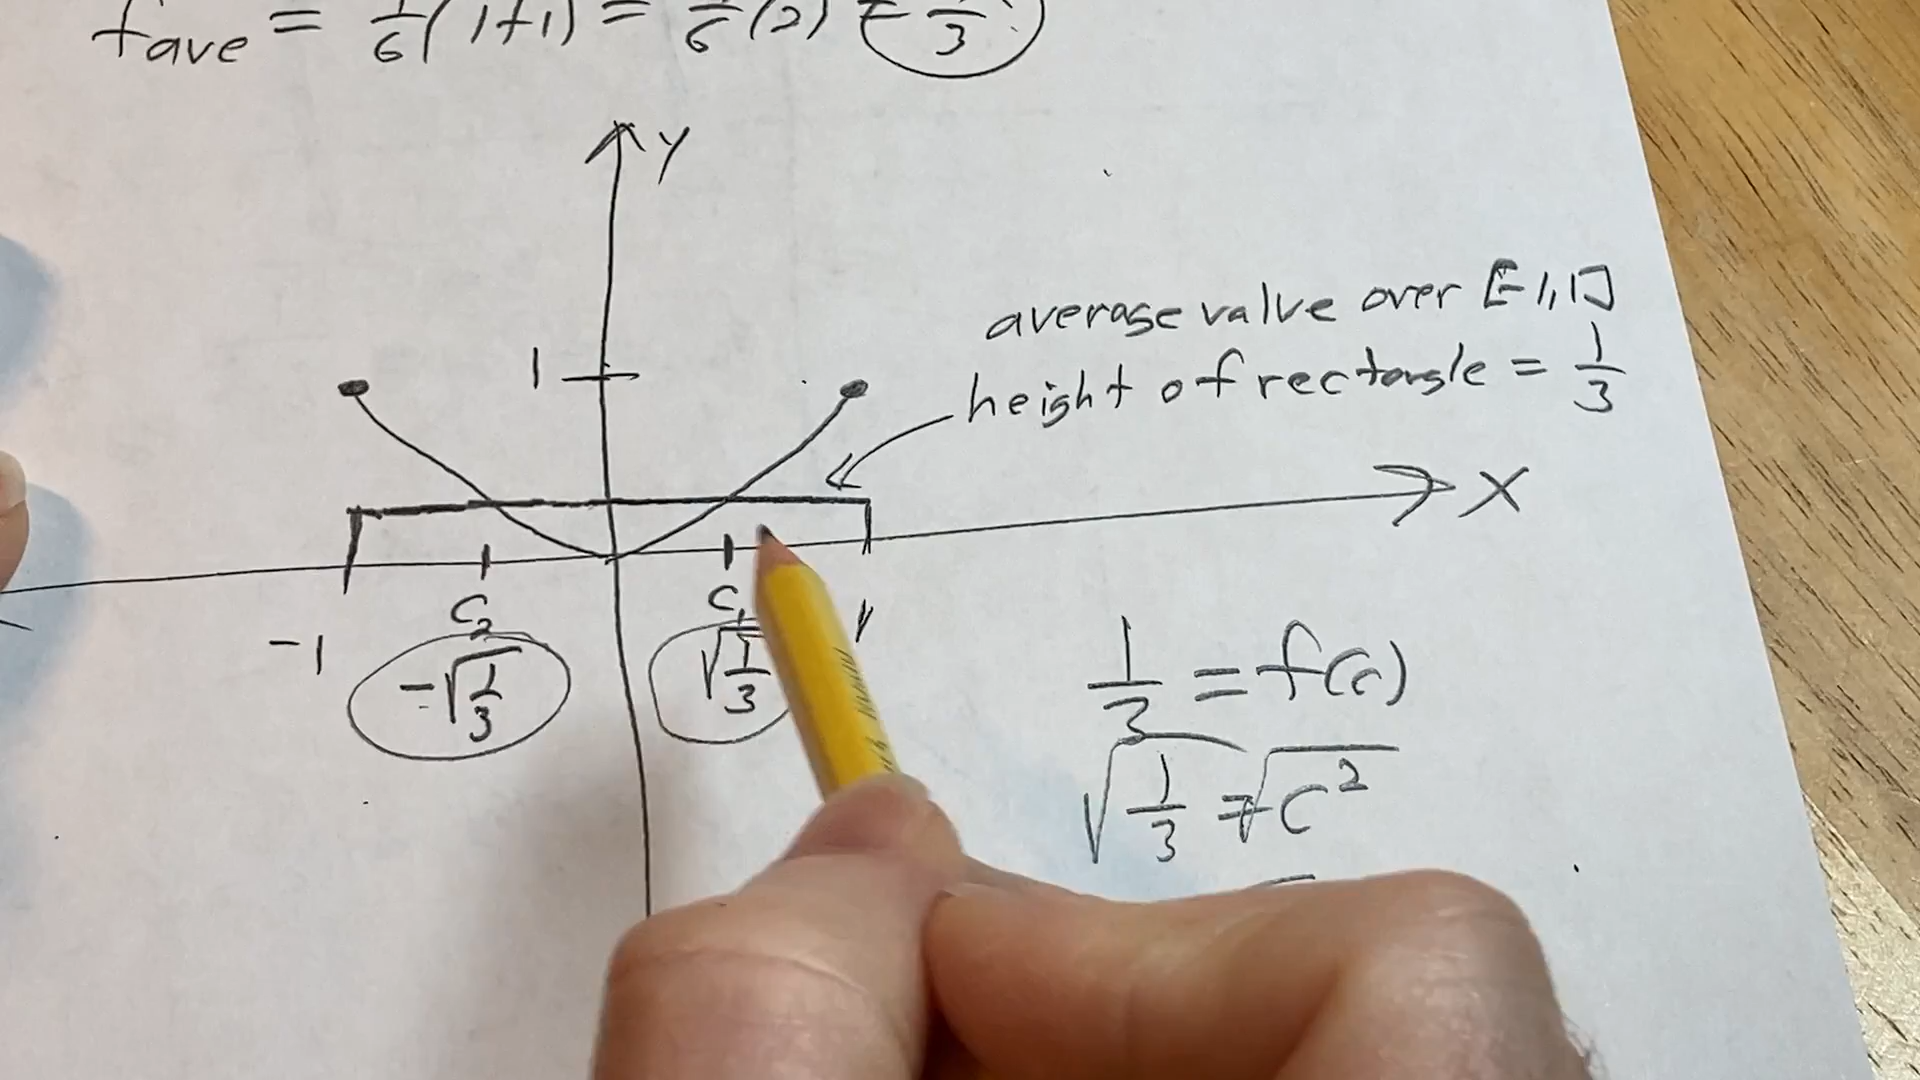 fave = 1/6(1+1) = 1/6(2) = 1/3
y
average value over [-1,1]
1
height of rectangle = 1/3
x
c₂ c₁
-1 -√1/3 √1/3 1
1/3 = f(c)
√1/3 = √c²